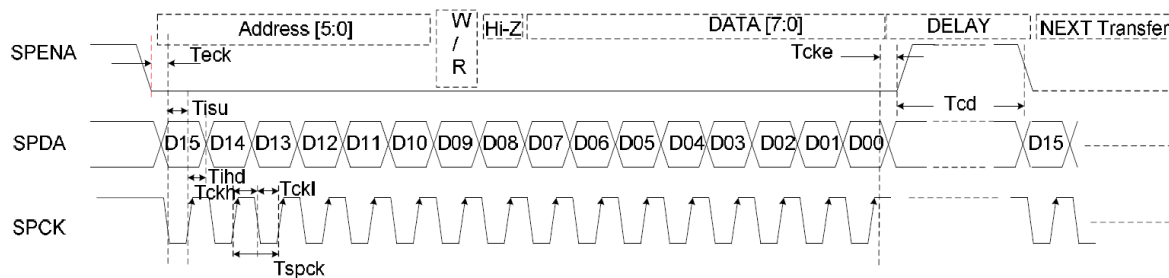 Address [5:0] W/R Hi-Z DATA [7:0] DELAY NEXT Transfer
SPENA Teck Tcke
Tcd
Tisu
SPDA D15 D14 D13 D12 D11 D10 D09 D08 D07 D06 D05 D04 D03 D02 D01 D00 D15
Tihd
Tckh Tckl
SPCK
Tspck